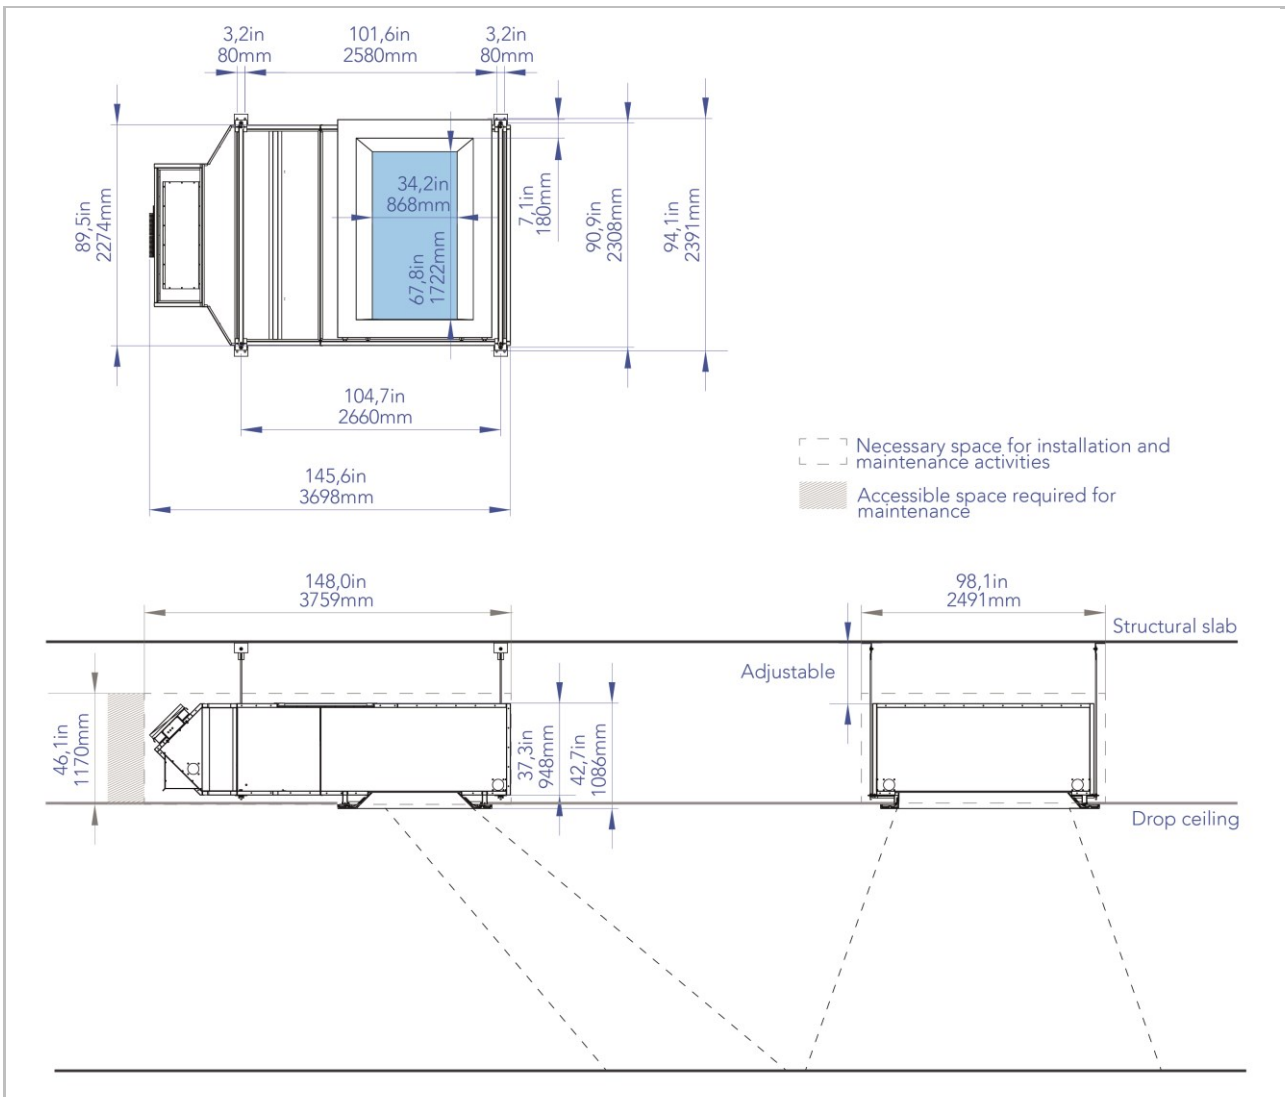 3,2in
80mm
101,6in
2580mm
3,2in
80mm
89,5in
2274mm
34,2in
868mm
67,8in
1722mm
7,1in
180mm
90,9in
2308mm
94,1in
2391mm
104,7in
2660mm
145,6in
3698mm
Necessary space for installation and
maintenance activities
Accessible space required for
maintenance
148,0in
3759mm
98,1in
2491mm
Structural slab
Adjustable
46,1in
1170mm
37,3in
948mm
42,7in
1086mm
Drop ceiling